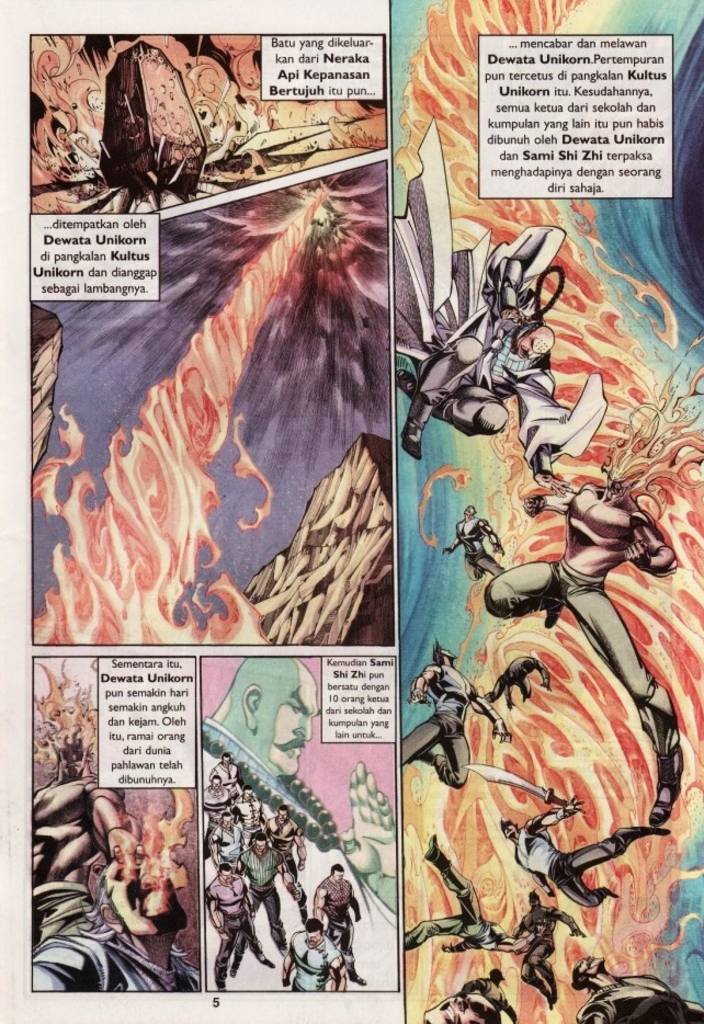 Batu yang dikeluar-
kan dari Neraka
Api Kepanasan
Bertujuh itu pun...
...ditempatkan oleh
Dewata Unikorn
di pangkalan Kultus
Unikorn dan dianggap
sebagai lambangnya.
Sementara itu,
Dewata Unikorn
pun semakin hari
semakin angkuh
dan kejam. Oleh
itu, ramai orang
dari dunia
pahlawan telah
dibunuhnya.
Kemudian Sami
Shi Zhi pun
bersatu dengan
10 orang ketua
dari sekolah dan
kumpulan yang
lain untuk...
... mencabar dan melawan
Dewata Unikorn.Pertempuran
pun tercetus di pangkalan Kultus
Unikorn itu. Kesudahannya,
semua ketua dari sekolah dan
kumpulan yang lain itu pun habis
dibunuh oleh Dewata Unikorn
dan Sami Shi Zhi terpaksa
menghadapinya dengan seorang
diri sahaja.
5